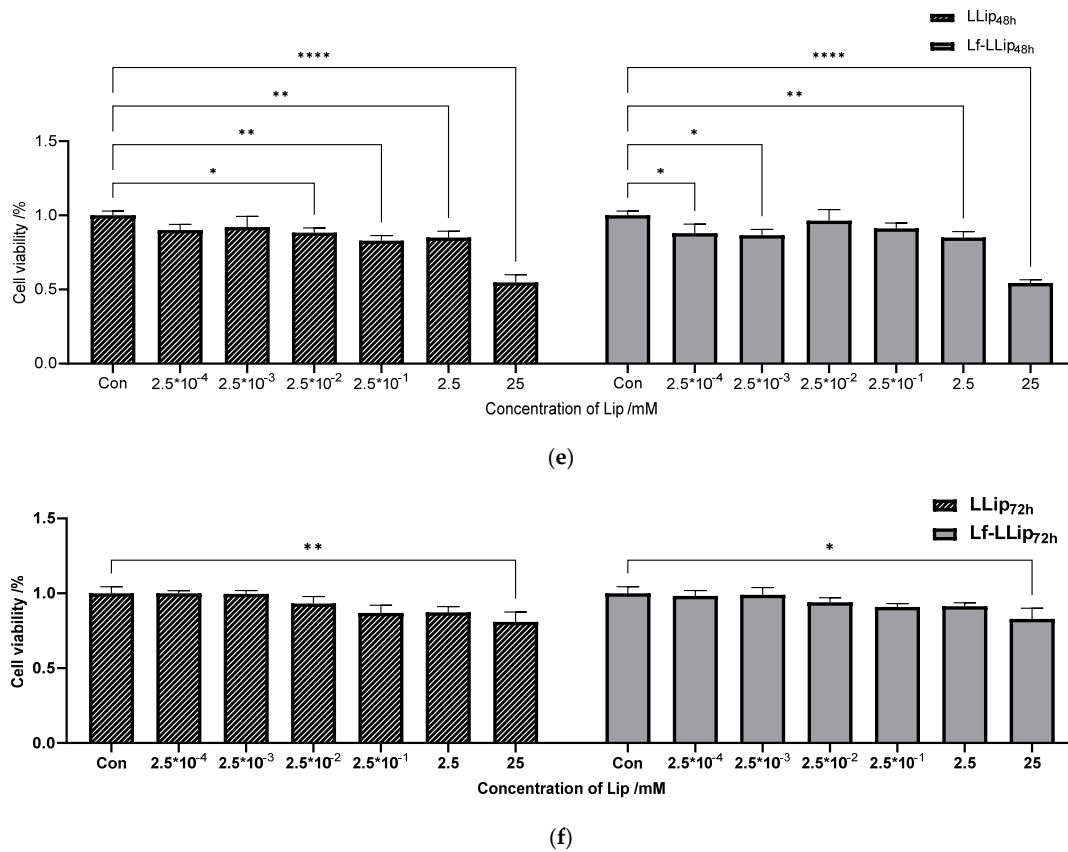 LLip48h
Lf-LLip48h
**** ****
** **
** *
* *
1.5
1.0
0.5
0.0
Cell viability /%
Con 2.5*10-4 2.5*10-3 2.5*10-2 2.5*10-1 2.5 25 Con 2.5*10-4 2.5*10-3 2.5*10-2 2.5*10-1 2.5 25
Concentration of Lip /mM
(e)
LLip72h
Lf-LLip72h
** *
1.5
1.0
0.5
0.0
Cell viability /%
Con 2.5*10-4 2.5*10-3 2.5*10-2 2.5*10-1 2.5 25 Con 2.5*10-4 2.5*10-3 2.5*10-2 2.5*10-1 2.5 25
Concentration of Lip /mM
(f)